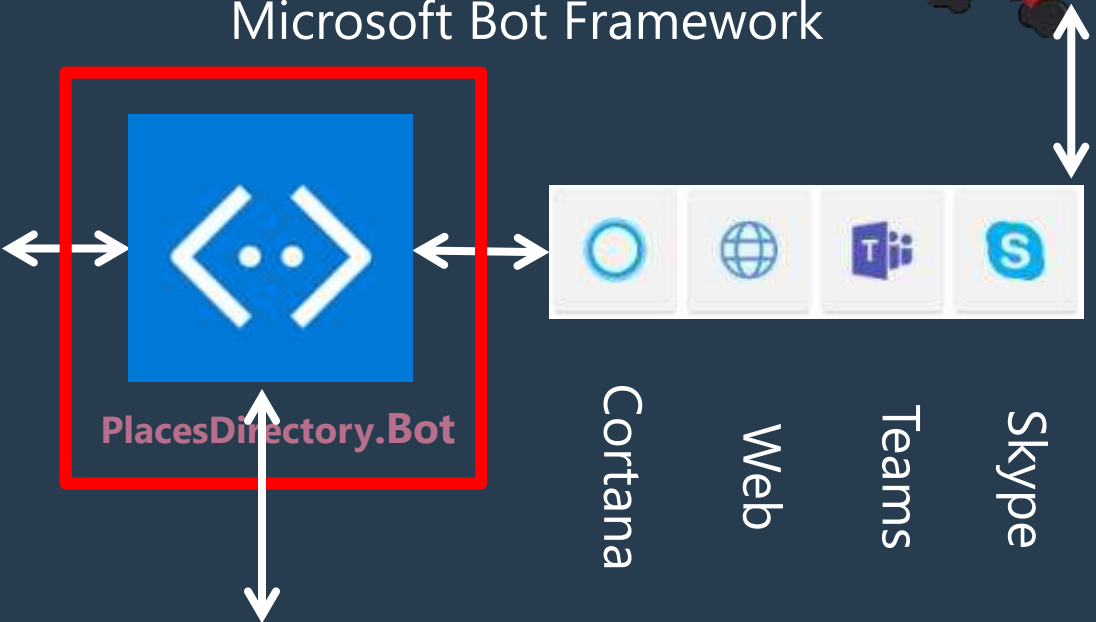 Microsoft Bot Framework
T
S
PlacesDirectory.Bot
Cortana
Web
Teams
Skype